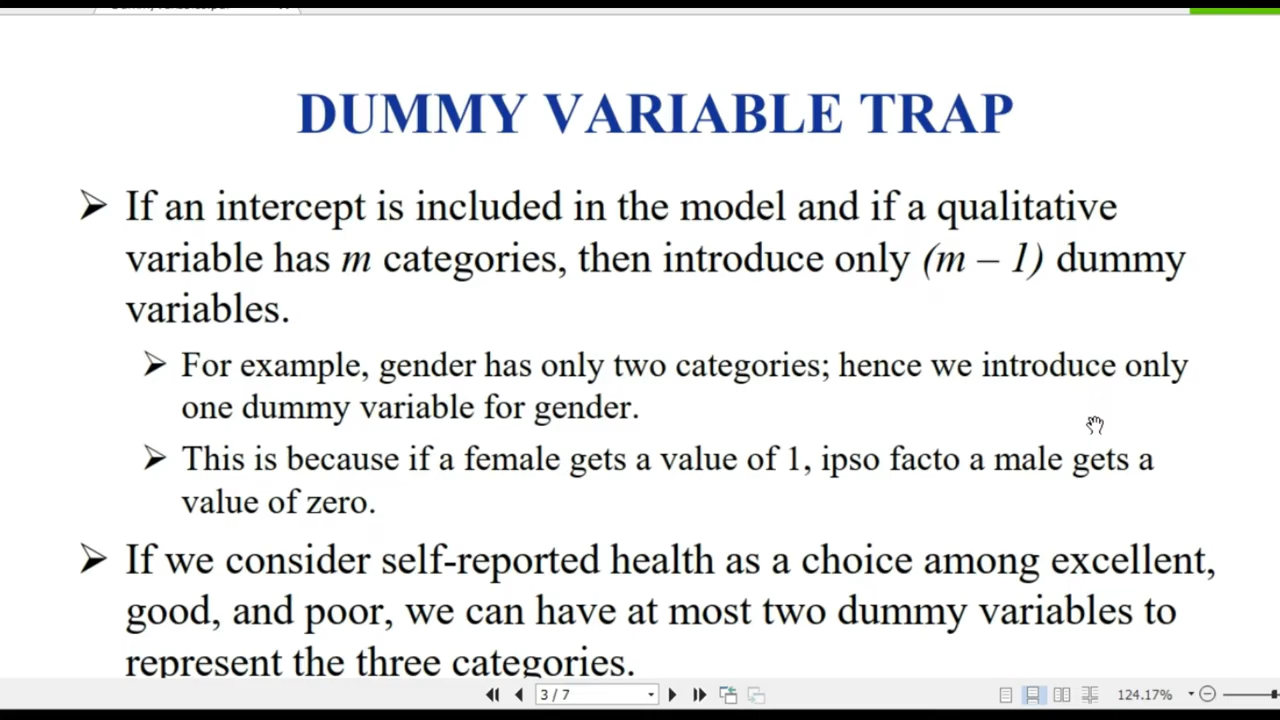 DUMMY VARIABLE TRAP
➢ If an intercept is included in the model and if a qualitative
variable has m categories, then introduce only (m – 1) dummy
variables.
➢ For example, gender has only two categories; hence we introduce only
one dummy variable for gender.
➢ This is because if a female gets a value of 1, ipso facto a male gets a
value of zero.
➢ If we consider self-reported health as a choice among excellent,
good, and poor, we can have at most two dummy variables to
represent the three categories.
3 / 7
124.17%